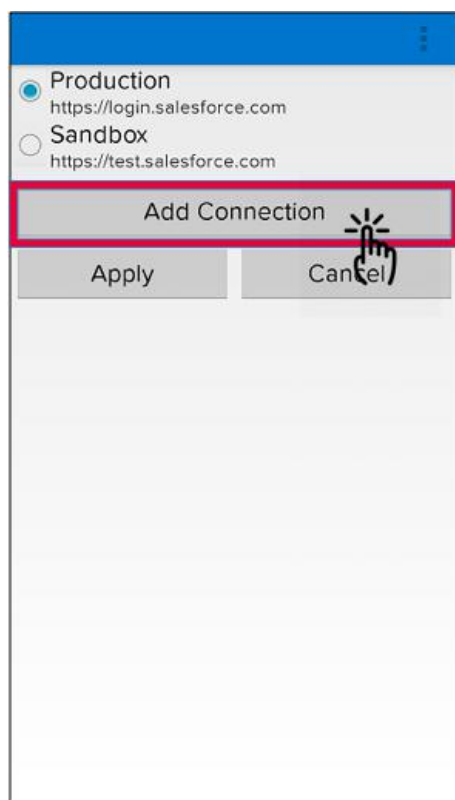 Production
https://login.salesforce.com
Sandbox
https://test.salesforce.com
Add Connection
Apply
Cancel